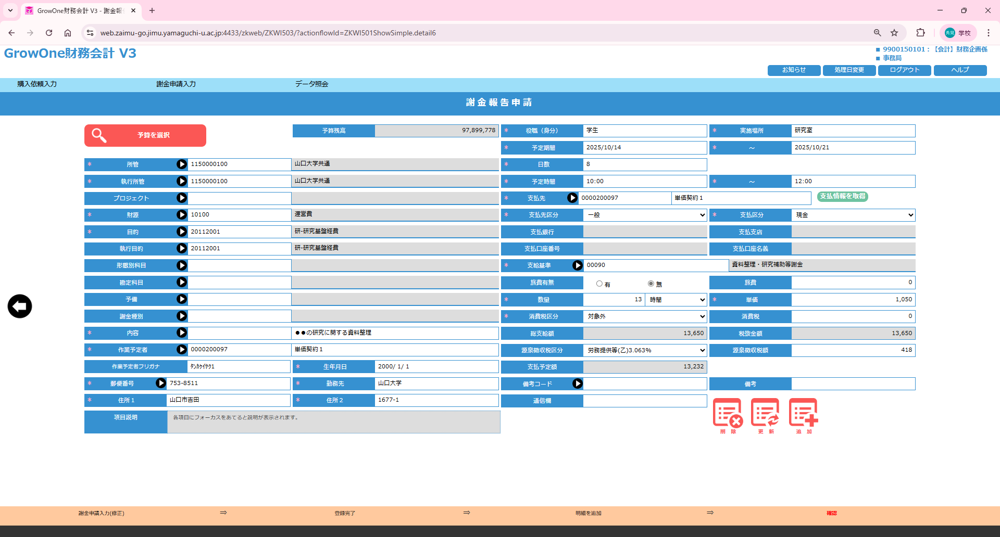 GrowOne財務会計 V3 - 謝金報告
web.zaimu-go.jimu.yamaguchi-u.ac.jp:4433/zkweb/ZKWI503/?actionflowId=ZKWI501ShowSimple.detail6
秀晃 学校
GrowOne財務会計 V3
■ 9900150101：【会計】財務企画係
■ 事務局
お知らせ 処理日変更 ログアウト ヘルプ
購入依頼入力 謝金申請入力 データ照会
謝金報告申請
予算を選択 予算残高 97,899,778 * 役職（身分） 学生 * 実施場所 研究室
* 予定期間 2025/10/14 * ～ 2025/10/21
* 所管 1150000100 山口大学共通 * 日数 8
* 執行所管 1150000100 山口大学共通 * 予定時間 10:00 * ～ 12:00
プロジェクト * 支払先 0000200097 単価契約１ 支払情報を取得
* 財源 10100 運営費 * 支払先区分 一般 * 支払区分 現金
* 目的 20112001 研-研究基盤経費 支払銀行 支払支店
執行目的 20112001 研-研究基盤経費 支払口座番号 支払口座名義
形態別科目 * 支給基準 00090 資料整理・研究補助等謝金
勘定科目 旅費有無 有 無 旅費 0
予備 * 数量 13 時間 * 単価 1,050
謝金種別 * 消費税区分 対象外 消費税 0
* 内容 ●●の研究に関する資料整理 総支給額 13,650 税抜金額 13,650
* 作業予定者 0000200097 単価契約１ 源泉徴収税区分 労務提供等(乙)3.063% 源泉徴収税額 418
作業予定者フリガナ ﾀﾝｶｹｲﾔｸ1 * 生年月日 2000/ 1/ 1 支払予定額 13,232
* 郵便番号 753-8511 * 勤務先 山口大学 備考コード 備考
* 住所１ 山口市吉田 * 住所２ 1677-1 通信欄
項目説明 各項目にフォーカスをあてると説明が表示されます。
削 除 更 新 追 加
謝金申請入力(修正) ⇒ 登録完了 ⇒ 明細を追加 ⇒ 確認